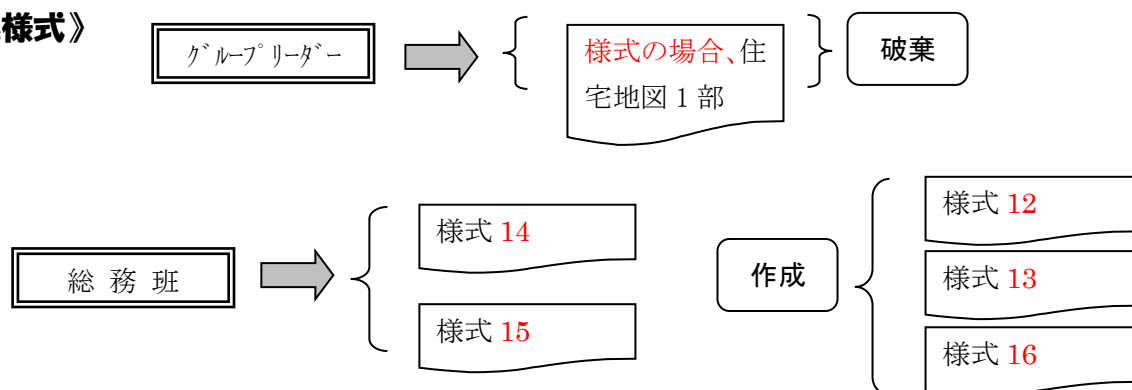 様式》
ｸﾞﾙｰﾌﾟﾘｰﾀﾞｰ
様式の場合、住
宅地図1部
破棄
総 務 班
様式 14
様式 15
作成
様式 12
様式 13
様式 16